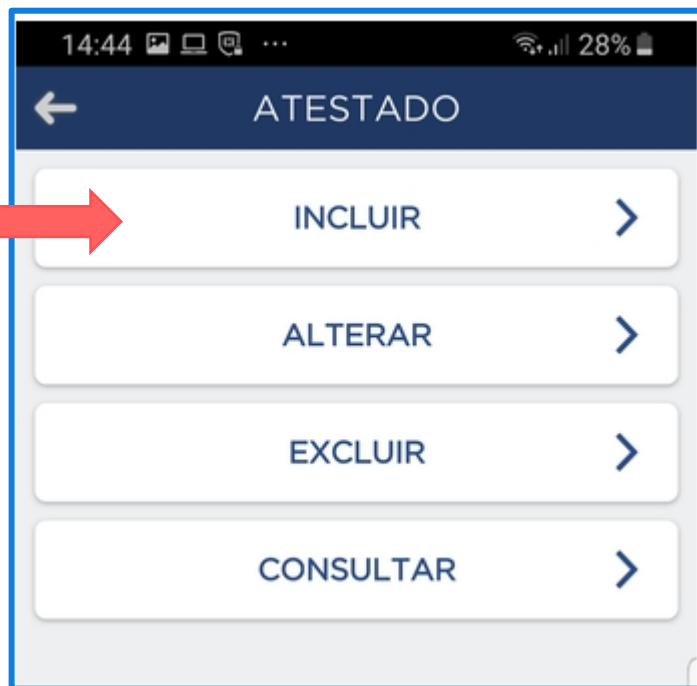 14:44 ... 28%
ATESTADO
INCLUIR
ALTERAR
EXCLUIR
CONSULTAR